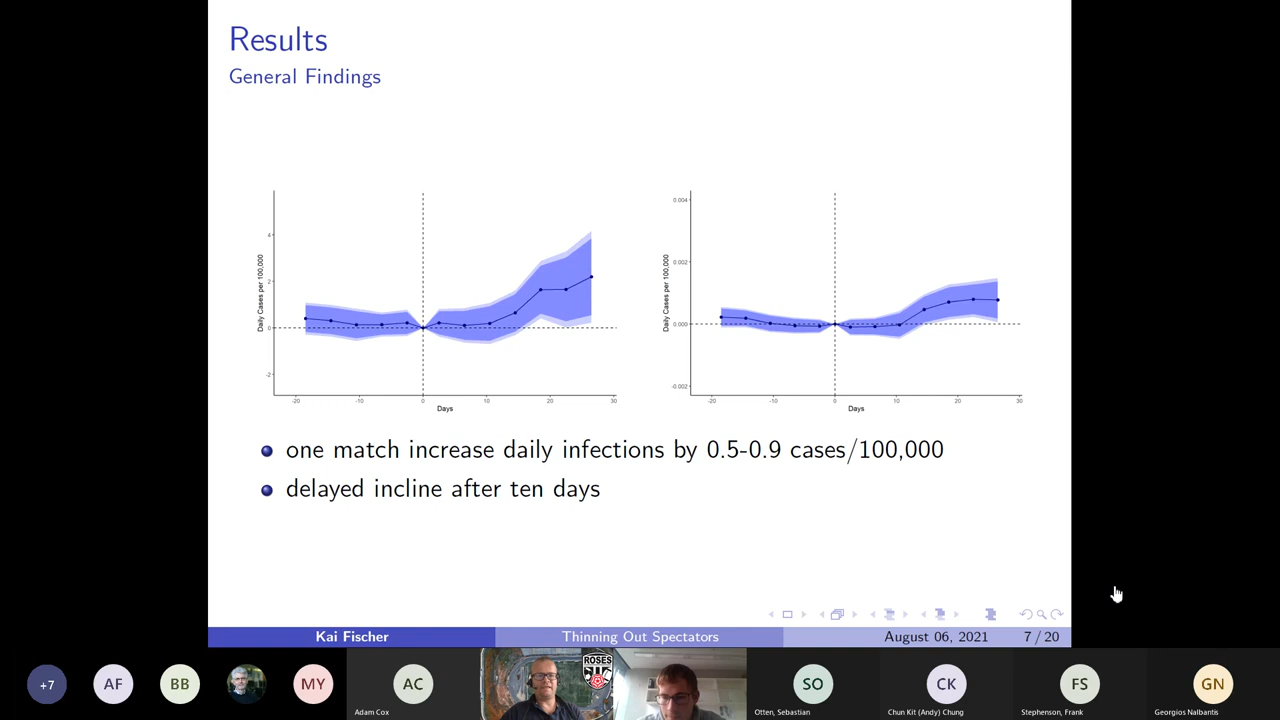 Results
General Findings
4
2
0
-2
Daily Cases per 100,000
-20
-10
0
10
20
30
Days
0.004
0.002
0.000
-0.002
Daily Cases per 100,000
-20
-10
0
10
20
30
Days
one match increase daily infections by 0.5-0.9 cases/100,000
delayed incline after ten days
Kai Fischer
Thinning Out Spectators
August 06, 2021
7 / 20
+7
AF
BB
MY
AC
Adam Cox
ROSES
SO
Otten, Sebastian
CK
Chun Kit (Andy) Chung
FS
Stephenson, Frank
GN
Georgios Nalbantis